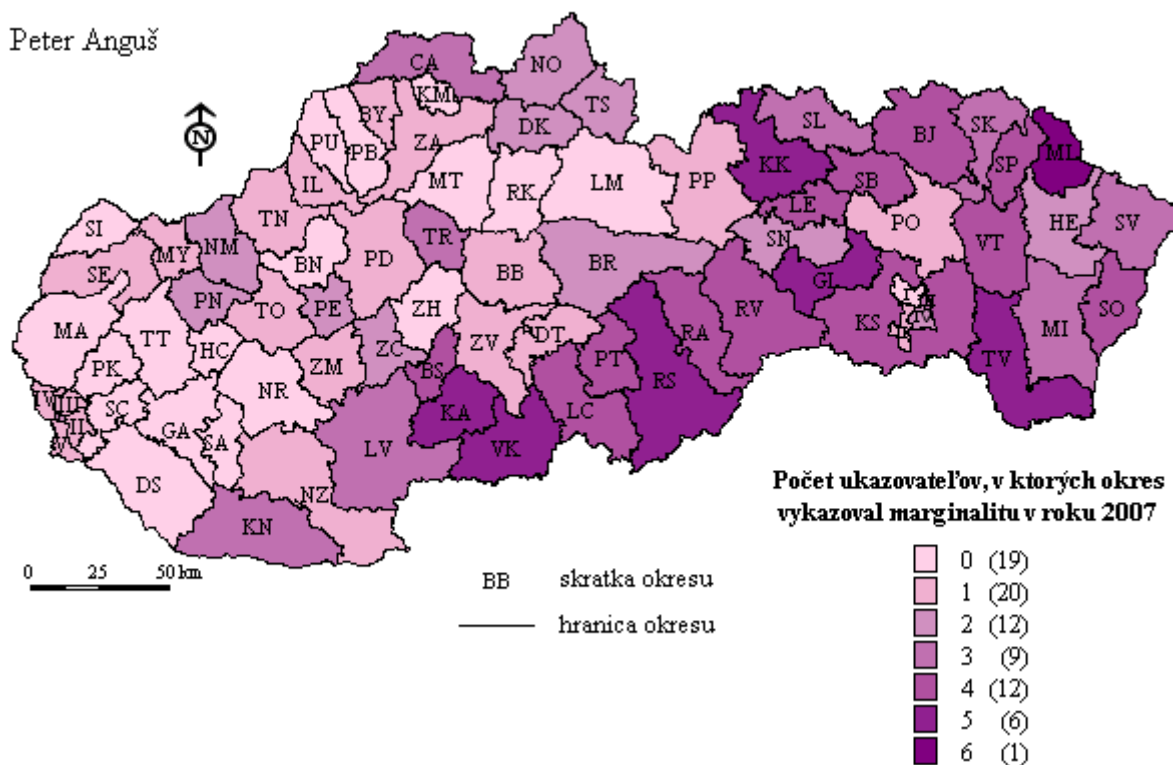 Peter Anguš
N
CA
NO
KM
BY
TS
PU
PB
ZA
DK
SL
BJ
SK
ML
SP
KK
SB
IL
MT
RK
LM
PP
LE
PO
HE
SV
SI
TN
NM
MY
TR
SN
VT
SE
BN
PD
BB
BR
GL
PN
TO
PE
ZH
RV
KS
I
IV
MI
SO
MA
TT
HC
ZM
ZC
ZV
DT
RA
TV
PK
BS
PT
RS
NR
KA
LC
IV
III
II
V
SC
GA
SA
LV
VK
DS
NZ
KN
0 25 50 km
BB skratka okresu
hranica okresu
Počet ukazovateľov, v ktorých okres
vykazoval marginalitu v roku 2007
0 (19)
1 (20)
2 (12)
3 (9)
4 (12)
5 (6)
6 (1)